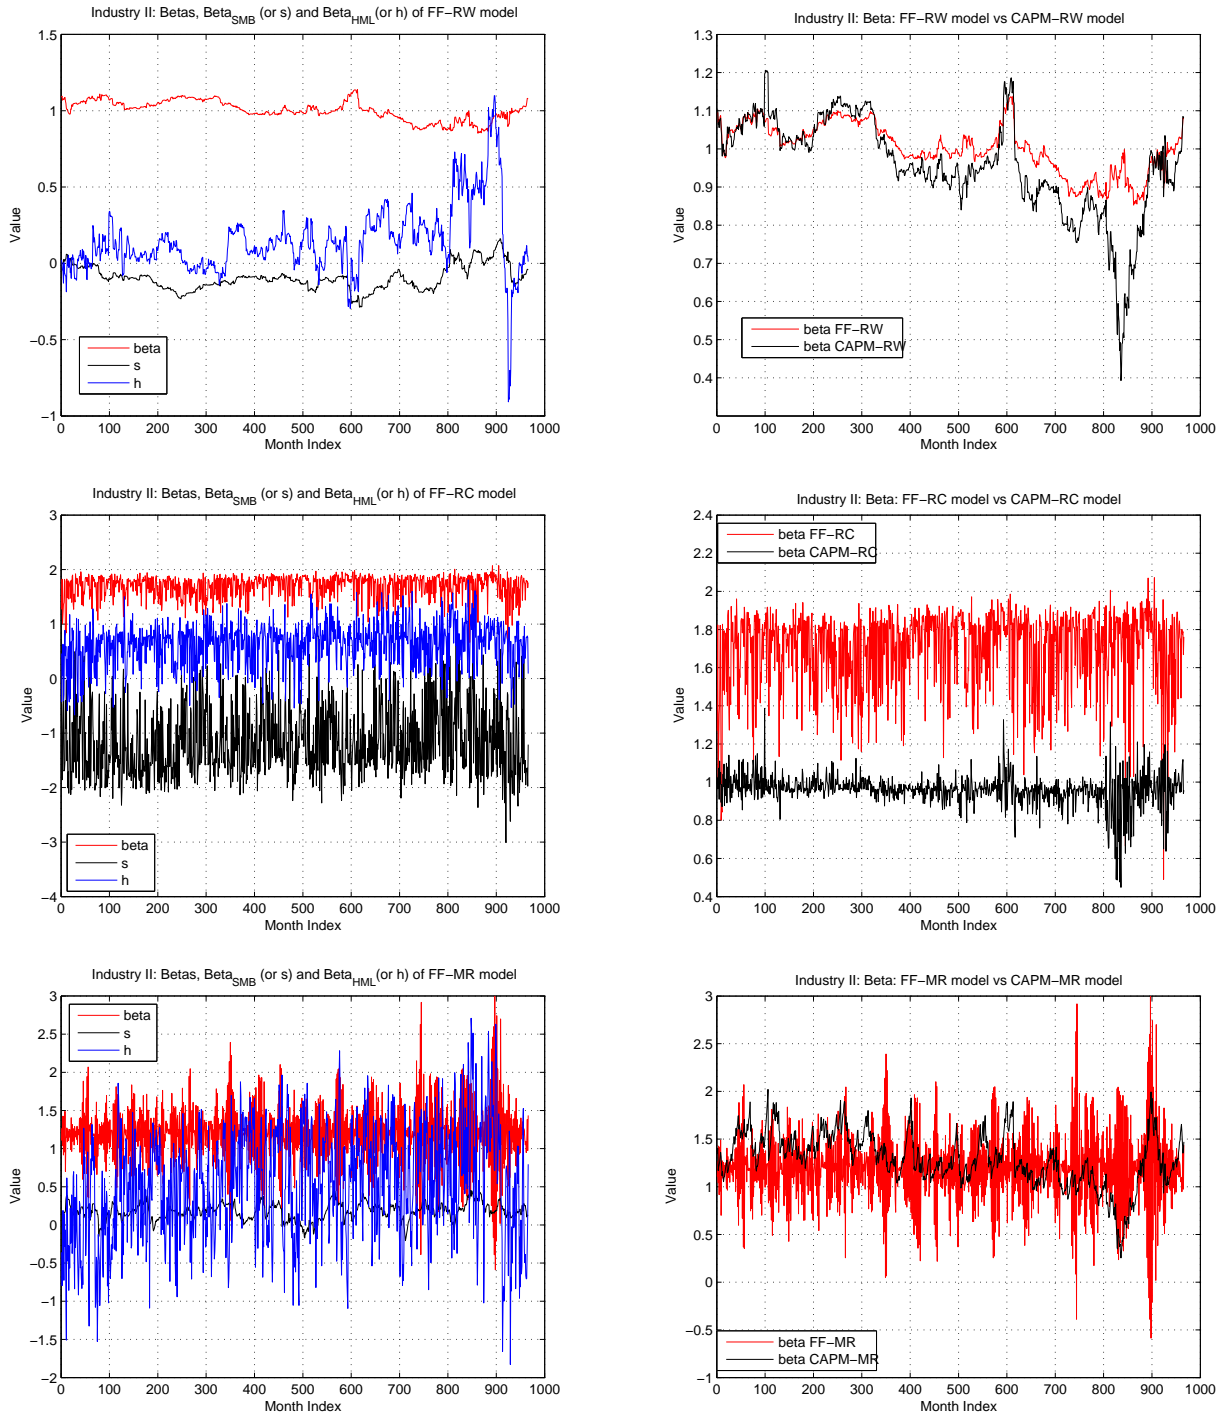 Industry II: Betas, Beta_SMB (or s) and Beta_HML(or h) of FF−RW model
1.5
1
0.5
0
−0.5
−1
Value
beta
s
h
0 100 200 300 400 500 600 700 800 900 1000
Month Index
Industry II: Beta: FF−RW model vs CAPM−RW model
1.3
1.2
1.1
1
0.9
0.8
0.7
0.6
0.5
0.4
Value
beta FF−RW
beta CAPM−RW
0 100 200 300 400 500 600 700 800 900 1000
Month Index
Industry II: Betas, Beta_SMB (or s) and Beta_HML(or h) of FF−RC model
3
2
1
0
−1
−2
−3
−4
Value
beta
s
h
0 100 200 300 400 500 600 700 800 900 1000
Month Index
Industry II: Beta: FF−RC model vs CAPM−RC model
2.4
2.2
2
1.8
1.6
1.4
1.2
1
0.8
0.6
0.4
Value
beta FF−RC
beta CAPM−RC
0 100 200 300 400 500 600 700 800 900 1000
Month Index
Industry II: Betas, Beta_SMB (or s) and Beta_HML(or h) of FF−MR model
3
2.5
2
1.5
1
0.5
0
−0.5
−1
−1.5
−2
Value
beta
s
h
0 100 200 300 400 500 600 700 800 900 1000
Month Index
Industry II: Beta: FF−MR model vs CAPM−MR model
3
2.5
2
1.5
1
0.5
0
−0.5
−1
Value
beta FF−MR
beta CAPM−MR
0 100 200 300 400 500 600 700 800 900 1000
Month Index